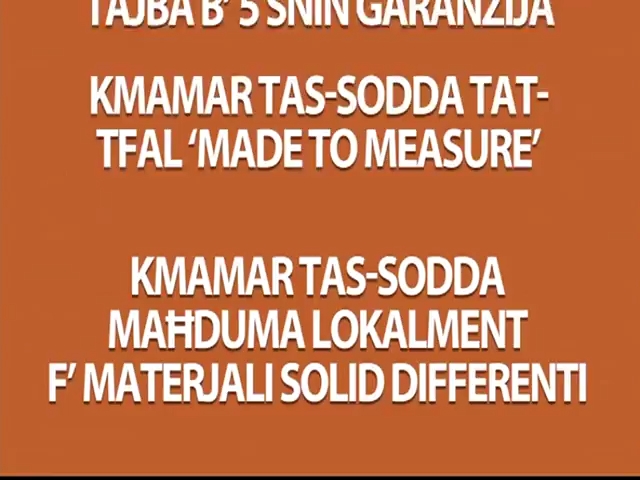 TAJBA B' 5 SNIN GARANZIJA
KMAMAR TAS-SODDA TAT-
TFAL ‘MADE TO MEASURE’
KMAMAR TAS-SODDA
MAĦDUMA LOKALMENT
F’ MATERJALI SOLID DIFFERENTI